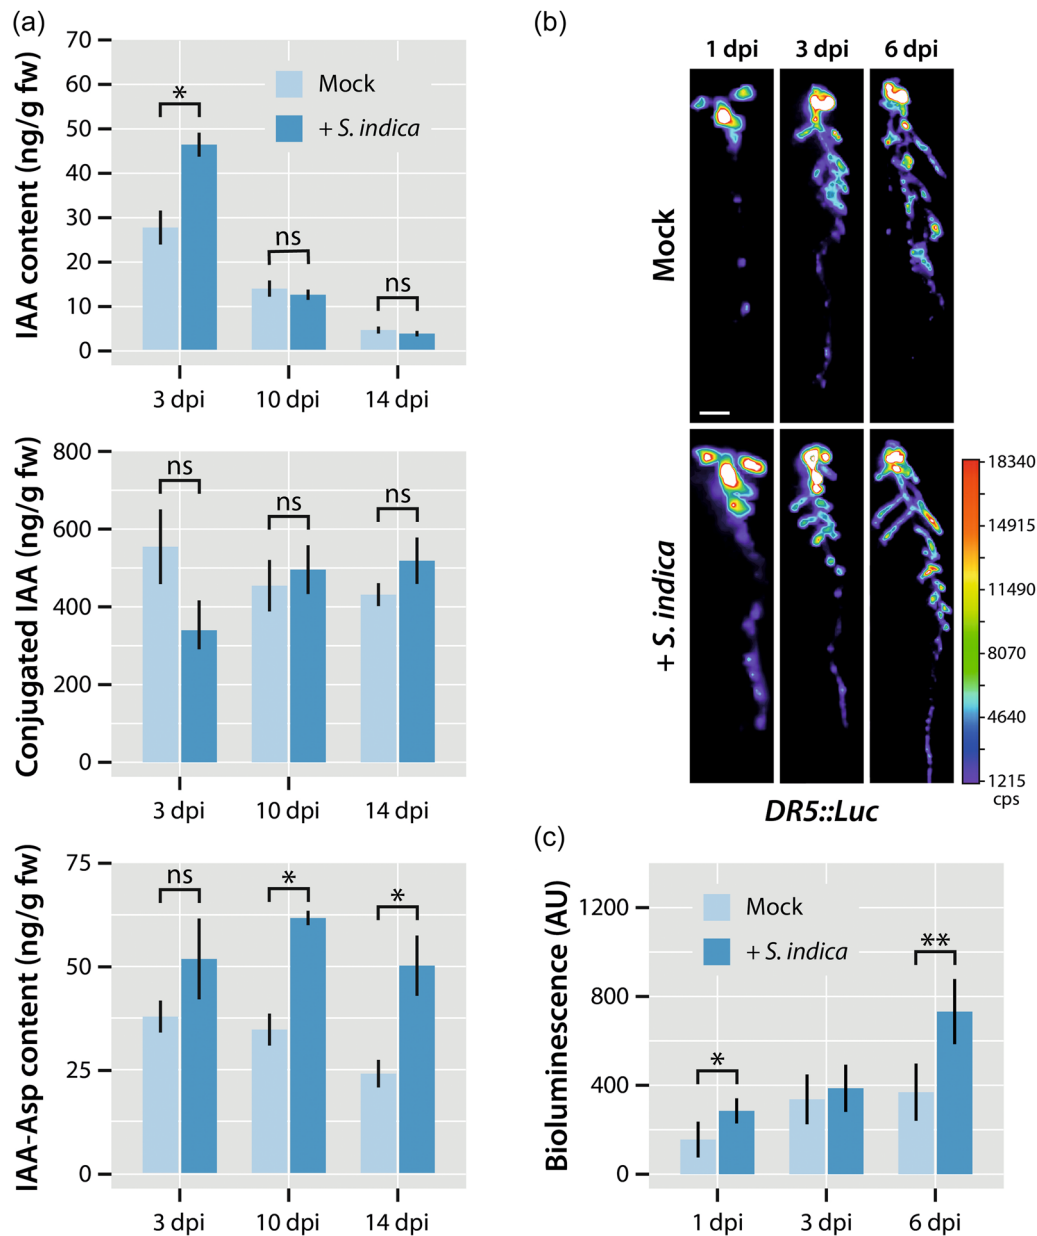 (a)
IAA content (ng/g fw)
70
60
50
40
30
20
10
0
Mock
+ S. indica
*
ns
ns
3 dpi
10 dpi
14 dpi
Conjugated IAA (ng/g fw)
800
600
400
200
0
ns
ns
ns
3 dpi
10 dpi
14 dpi
IAA-Asp content (ng/g fw)
75
50
25
0
ns
*
*
3 dpi
10 dpi
14 dpi
(b)
1 dpi
3 dpi
6 dpi
Mock
+ S. indica
18340
14915
11490
8070
4640
1215
cps
DR5::Luc
(c)
Bioluminescence (AU)
1200
800
400
0
Mock
+ S. indica
*
**
1 dpi
3 dpi
6 dpi